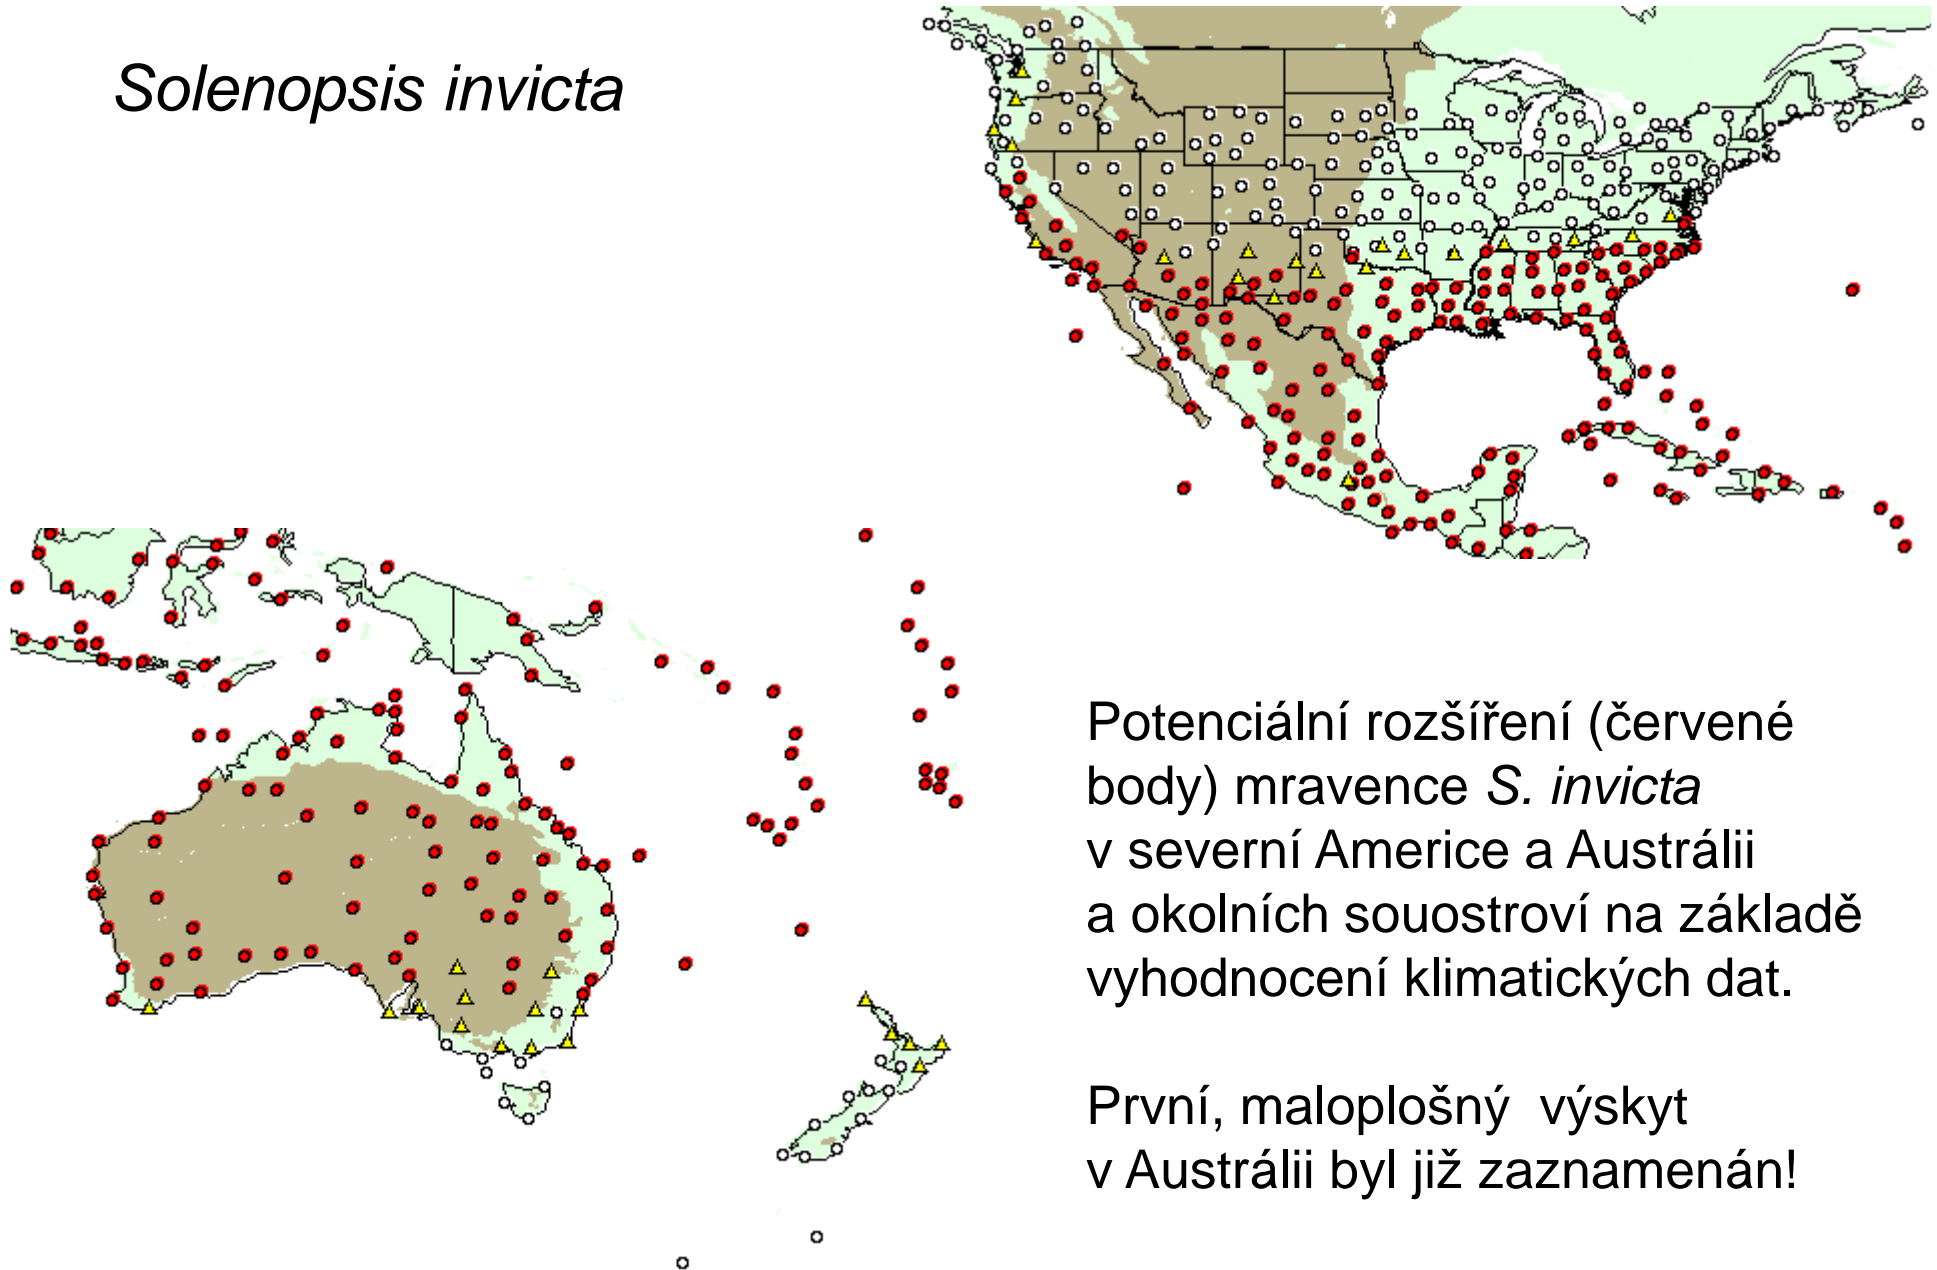 Solenopsis invicta
Potenciální rozšíření (červené
body) mravence S. invicta
v severní Americe a Austrálii
a okolních souostroví na základě
vyhodnocení klimatických dat.
První, maloplošný  výskyt
v Austrálii byl již zaznamenán!